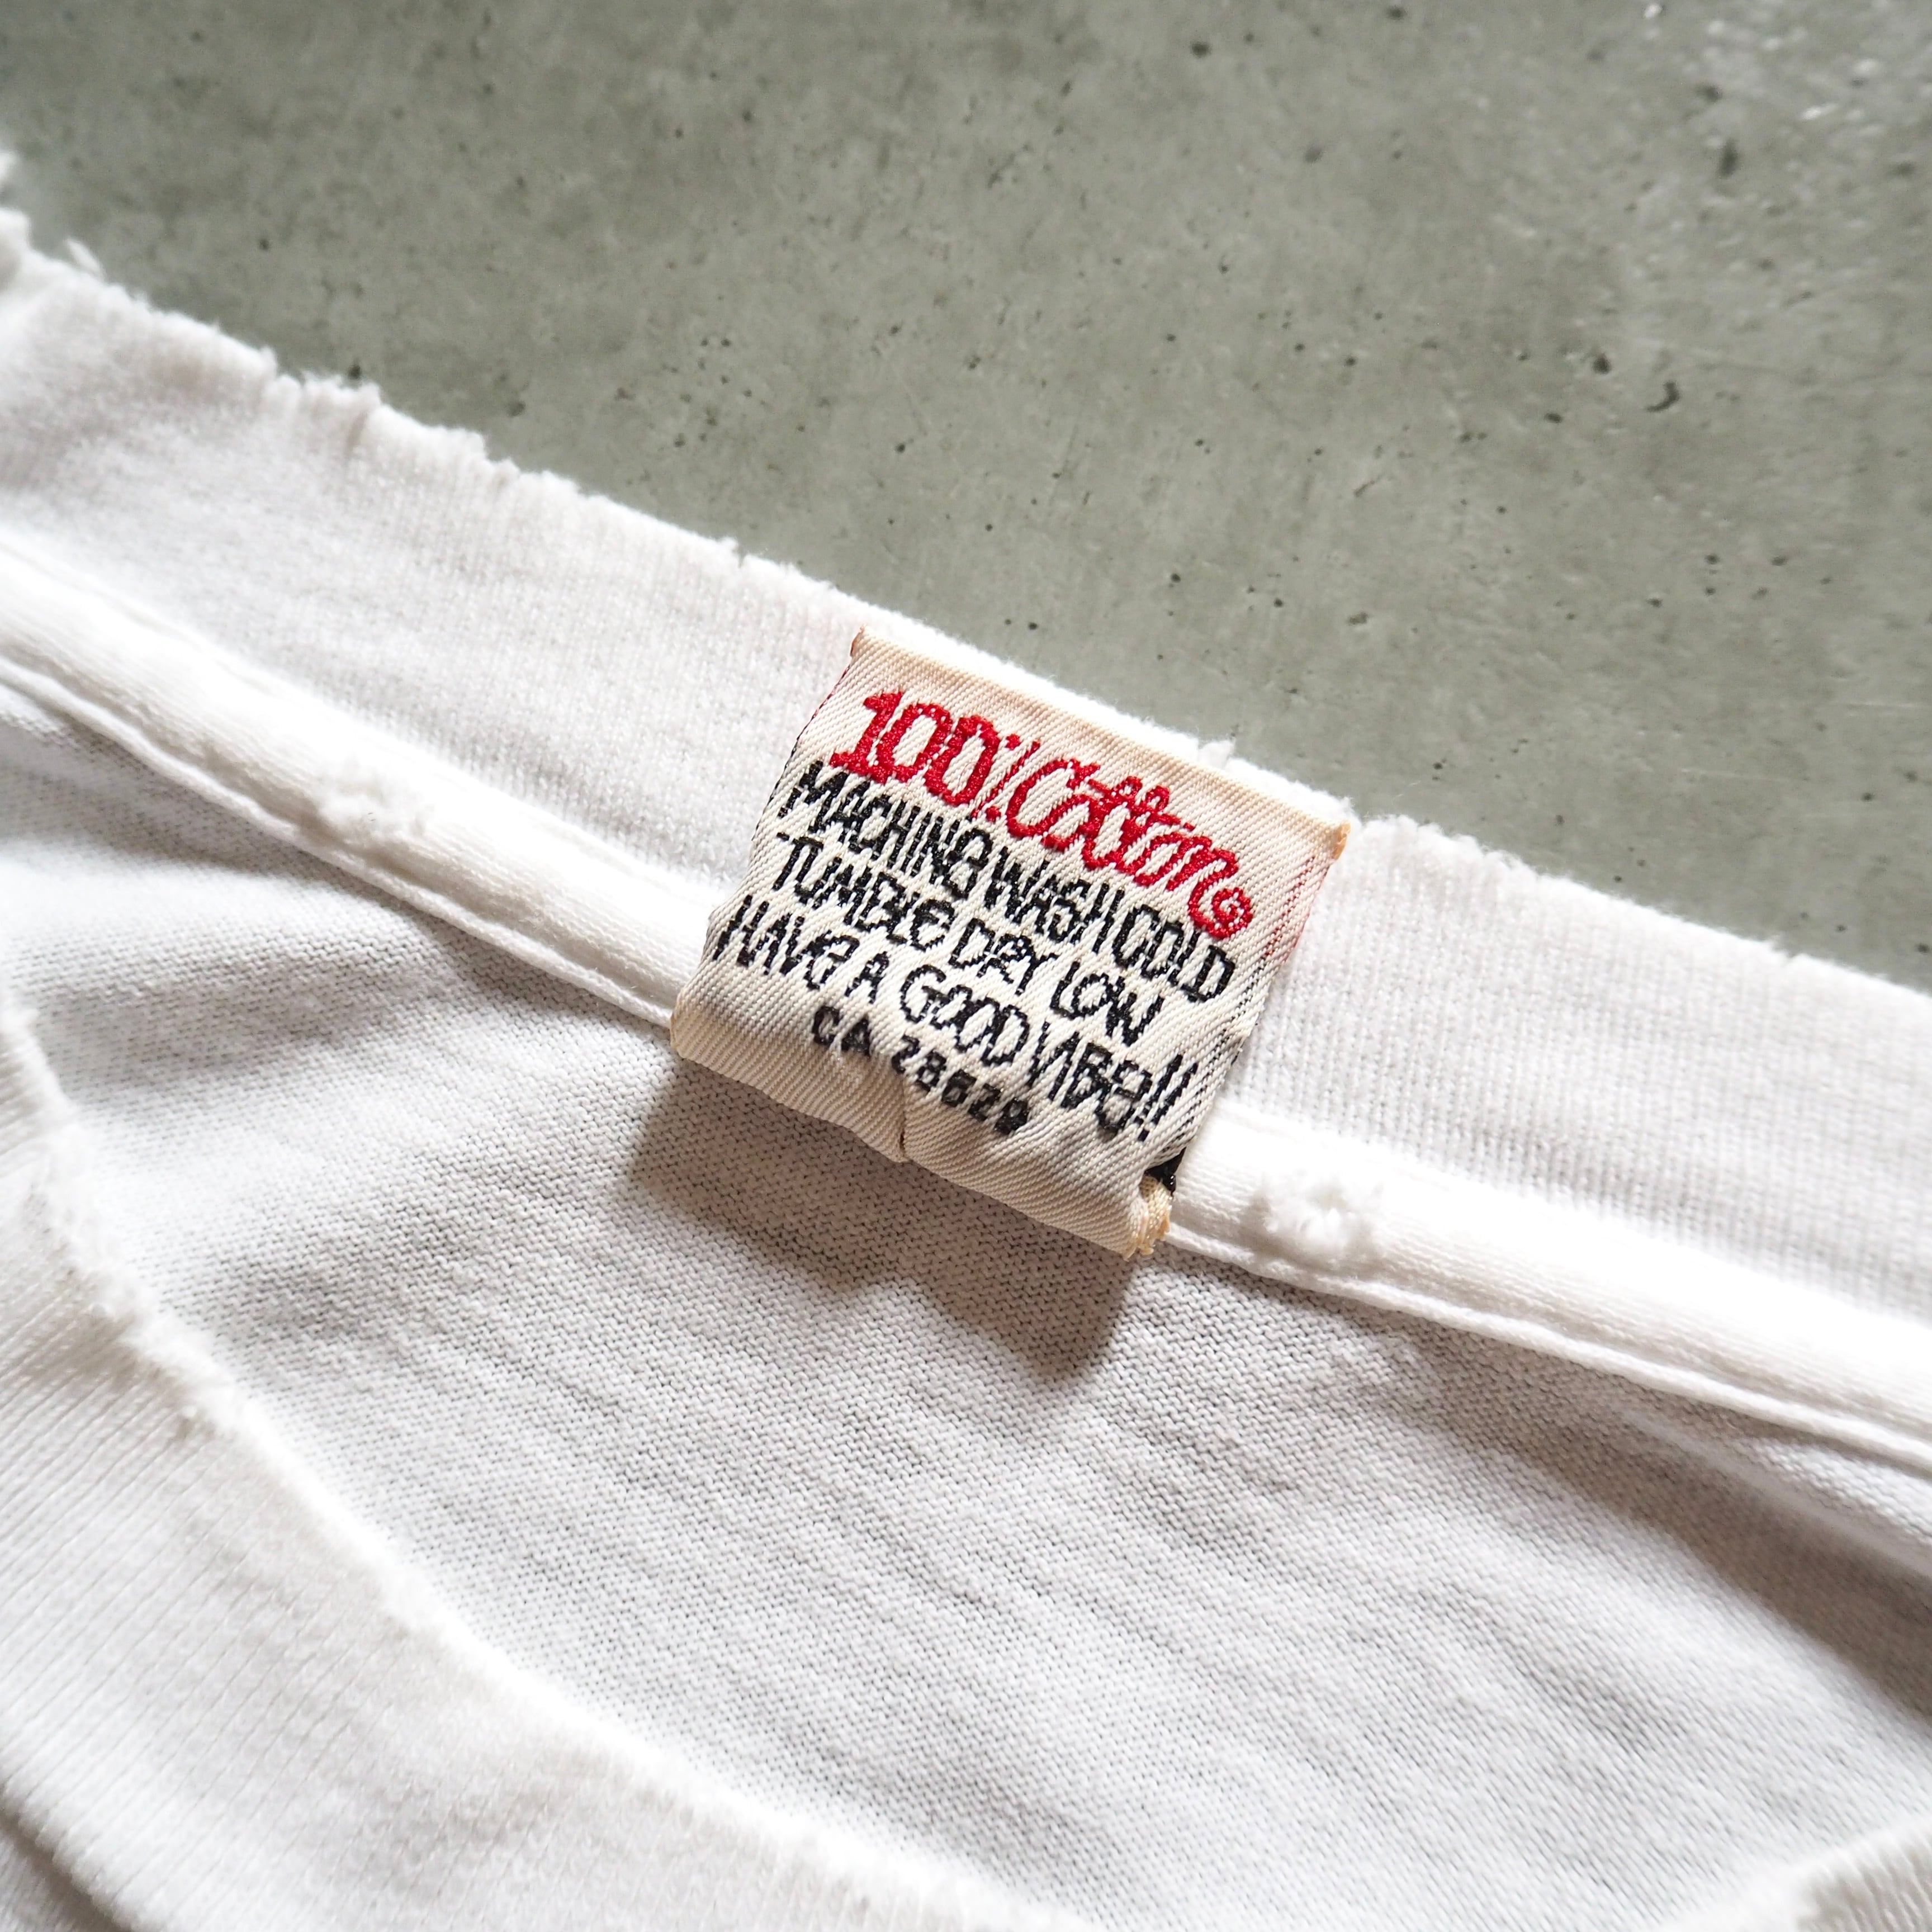 100% Cotton
MACHINE WASH COLD
TUMBLE DRY LOW
HAVE A GOOD VIBE!!
CA 28629